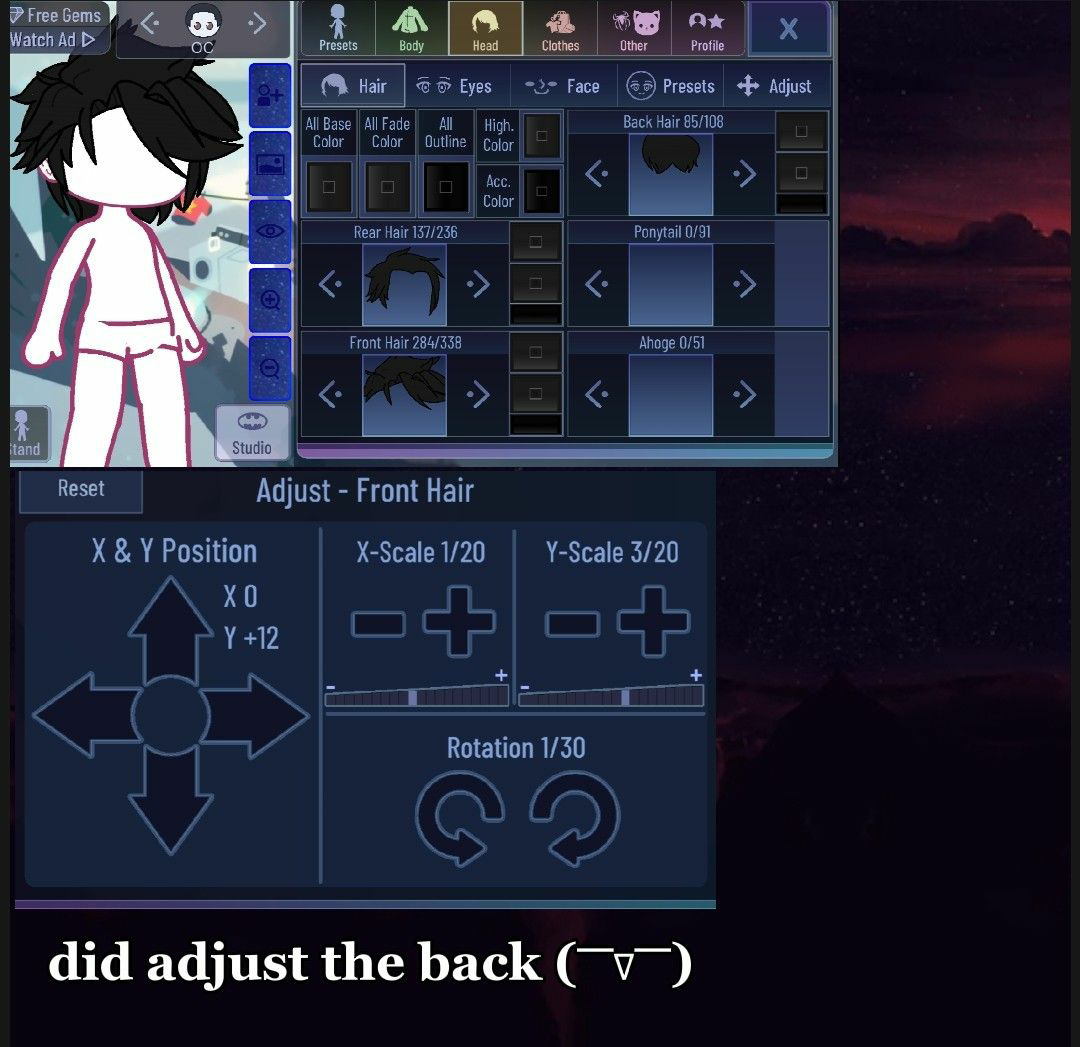 Free Gems
Watch Ad
OC
Presets
Body
Head
Clothes
Other
Profile
X
Hair
Eyes
Face
Presets
Adjust
All Base
Color
All Fade
Color
All
Outline
High.
Color
Acc.
Color
Back Hair 85/108
Rear Hair 137/236
Ponytail 0/91
Front Hair 284/338
Ahoge 0/51
Stand
Studio
Reset
Adjust - Front Hair
X & Y Position
X 0
Y +12
X-Scale 1/20
- +
Y-Scale 3/20
- +
Rotation 1/30
did adjust the back (￣▽￣)